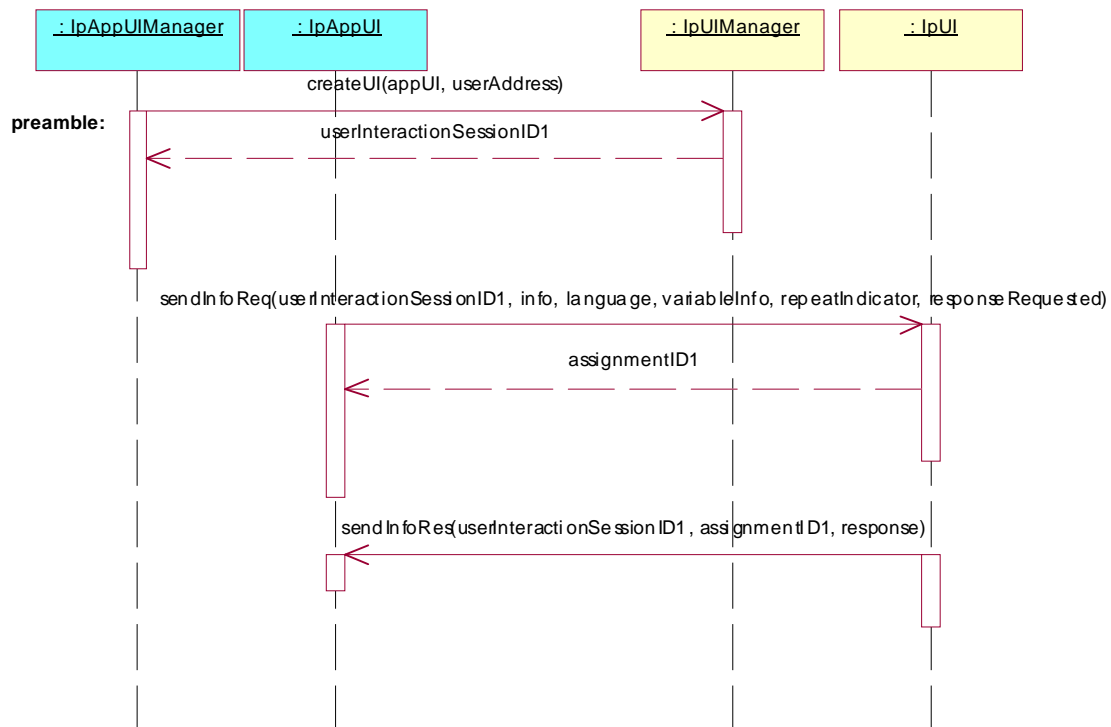 : IpAppUIManager
: IpAppUI
: IpUIManager
: IpUI
createUI(appUI, userAddress)
preamble:
userInteractionSessionID1
sendInfoReq(userInteractionSessionID1, info, language, variableInfo, repeatIndicator, responseRequested)
assignmentID1
sendInfoRes(userInteractionSessionID1, assignmentID1, response)